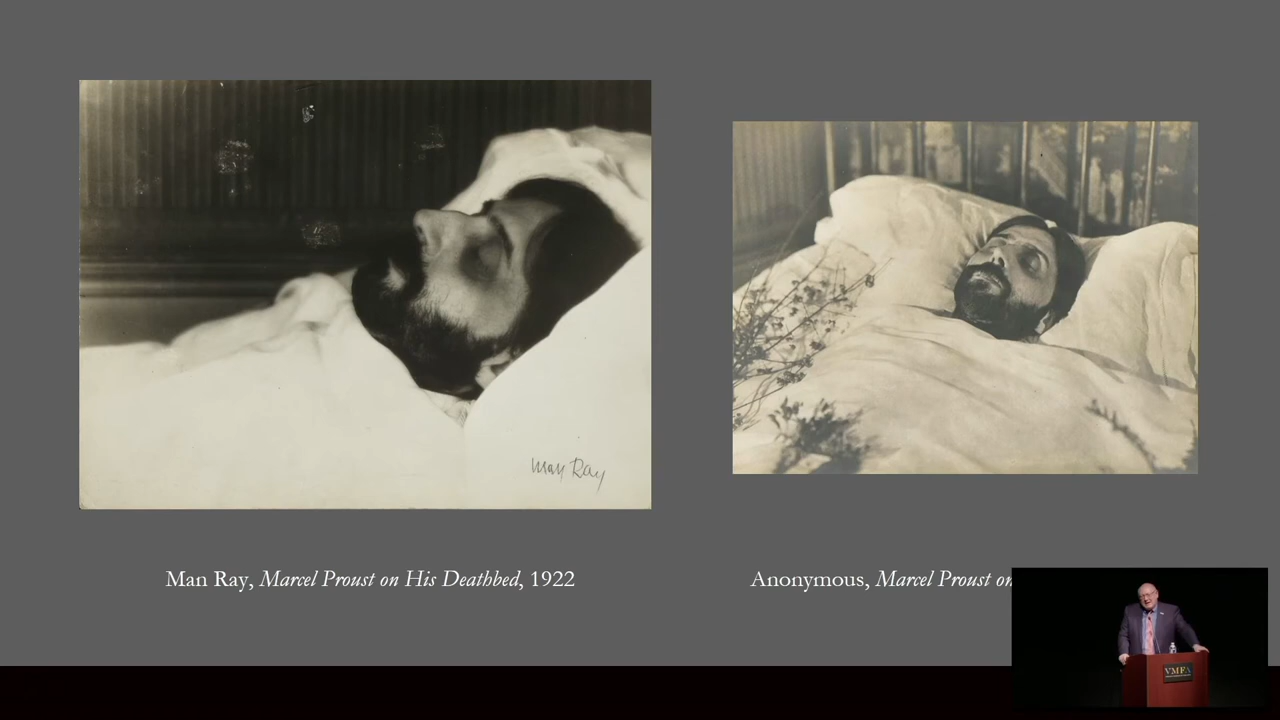 Man Ray
Man Ray, Marcel Proust on His Deathbed, 1922
Anonymous, Marcel Proust on
VMFA